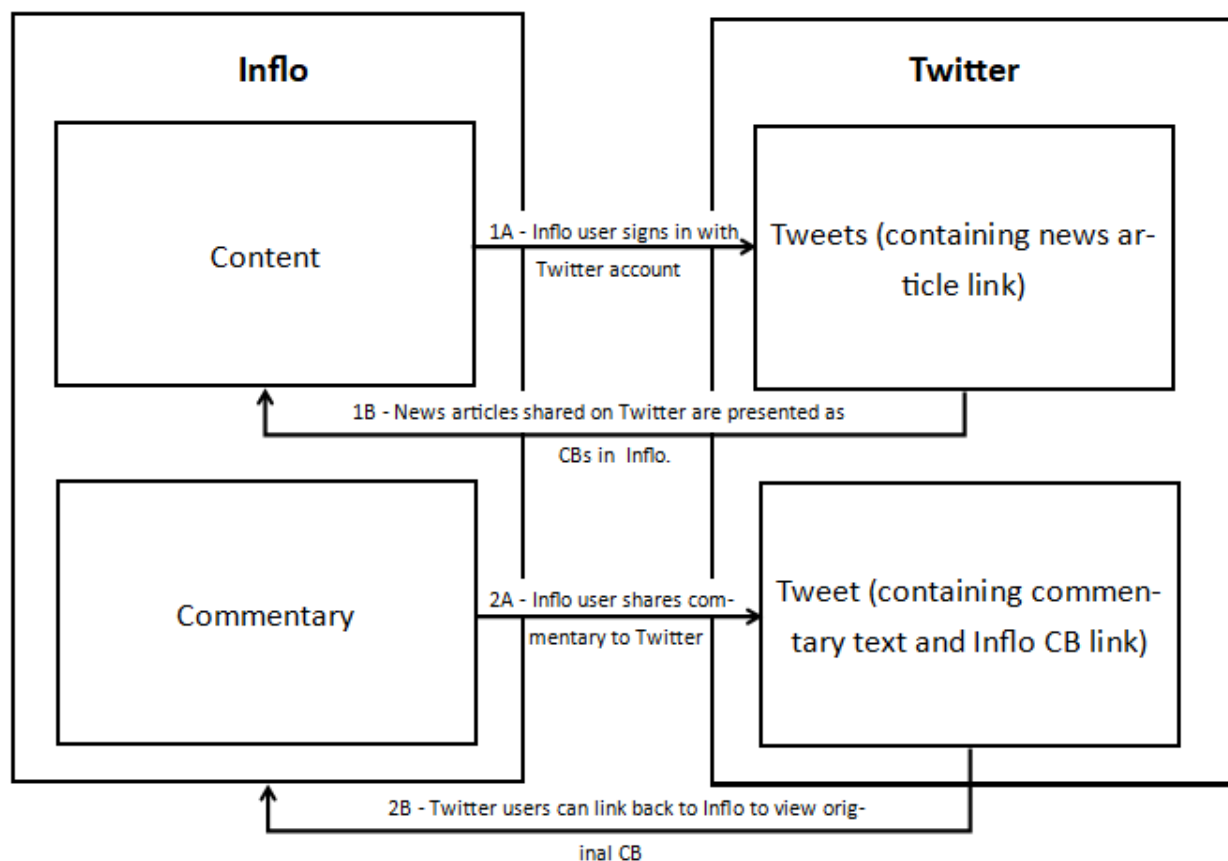 Inflo
Twitter
Content
1A - Inflo user signs in with
Twitter account
Tweets (containing news ar-
ticle link)
1B - News articles shared on Twitter are presented as
CBs in Inflo.
Commentary
2A - Inflo user shares com-
mentary to Twitter
Tweet (containing commen-
tary text and Inflo CB link)
2B - Twitter users can link back to Inflo to view orig-
inal CB